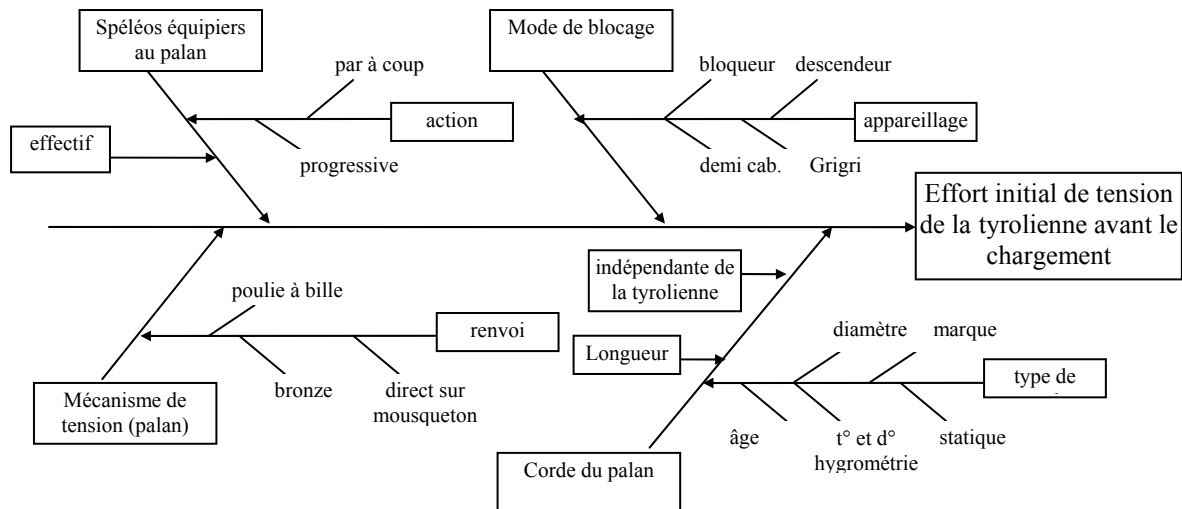 Spéléos équipiers
au palan
Mode de blocage
par à coup
bloqueur
descendeur
effectif
action
appareillage
progressive
demi cab.
Grigri
Effort initial de tension
de la tyrolienne avant le
chargement
indépendante de
la tyrolienne
poulie à bille
renvoi
diamètre
marque
Longueur
bronze
direct sur
mousqueton
type de
Mécanisme de
tension (palan)
âge
t° et d°
hygrométrie
statique
Corde du palan